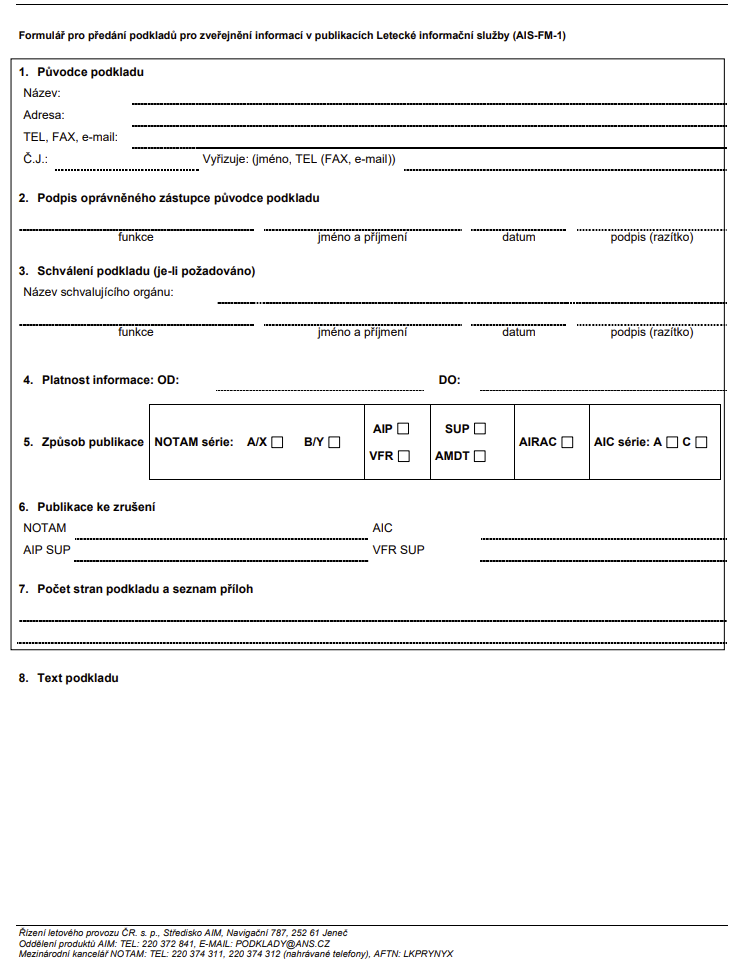 Formulář pro předání podkladů pro zveřejnění informací v publikacích Letecké informační služby (AIS-FM-1)
1. Původce podkladu
Název:
Adresa:
TEL, FAX, e-mail:
Č.J.: Vyřizuje: (jméno, TEL (FAX, e-mail))
2. Podpis oprávněného zástupce původce podkladu
funkce jméno a příjmení datum podpis (razítko)
3. Schválení podkladu (je-li požadováno)
Název schvalujícího orgánu:
funkce jméno a příjmení datum podpis (razítko)
4. Platnost informace: OD: DO:
AIP SUP
5. Způsob publikace NOTAM série: A/X B/Y AIRAC AIC série: A C
VFR AMDT
6. Publikace ke zrušení
NOTAM AIC
AIP SUP VFR SUP
7. Počet stran podkladu a seznam příloh
8. Text podkladu
Řízení letového provozu ČR. s. p., Středisko AIM, Navigační 787, 252 61 Jeneč
Oddělení produktů AIM: TEL: 220 372 841, E-MAIL: PODKLADY@ANS.CZ
Mezinárodní kancelář NOTAM: TEL: 220 374 311, 220 374 312 (nahrávané telefony), AFTN: LKPRYNYX